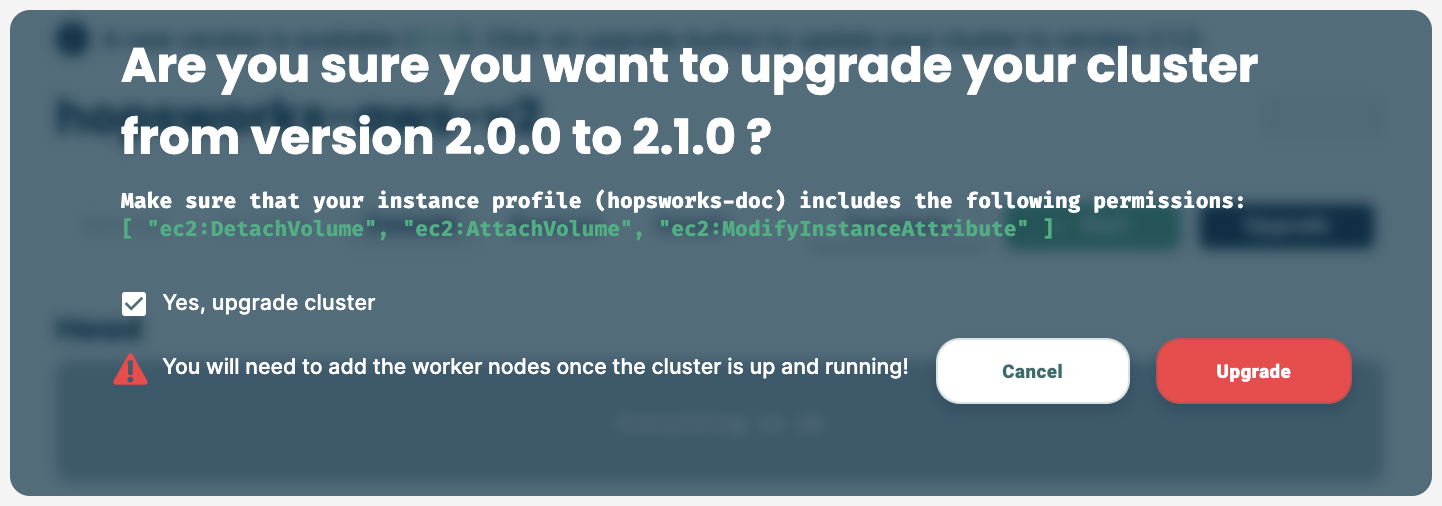 Are you sure you want to upgrade your cluster
from version 2.0.0 to 2.1.0 ?
Make sure that your instance profile (hopsworks-doc) includes the following permissions:
[ "ec2:DetachVolume", "ec2:AttachVolume", "ec2:ModifyInstanceAttribute" ]
Upgrade
Yes, upgrade cluster
Head
You will need to add the worker nodes once the cluster is up and running!
Cancel
Upgrade